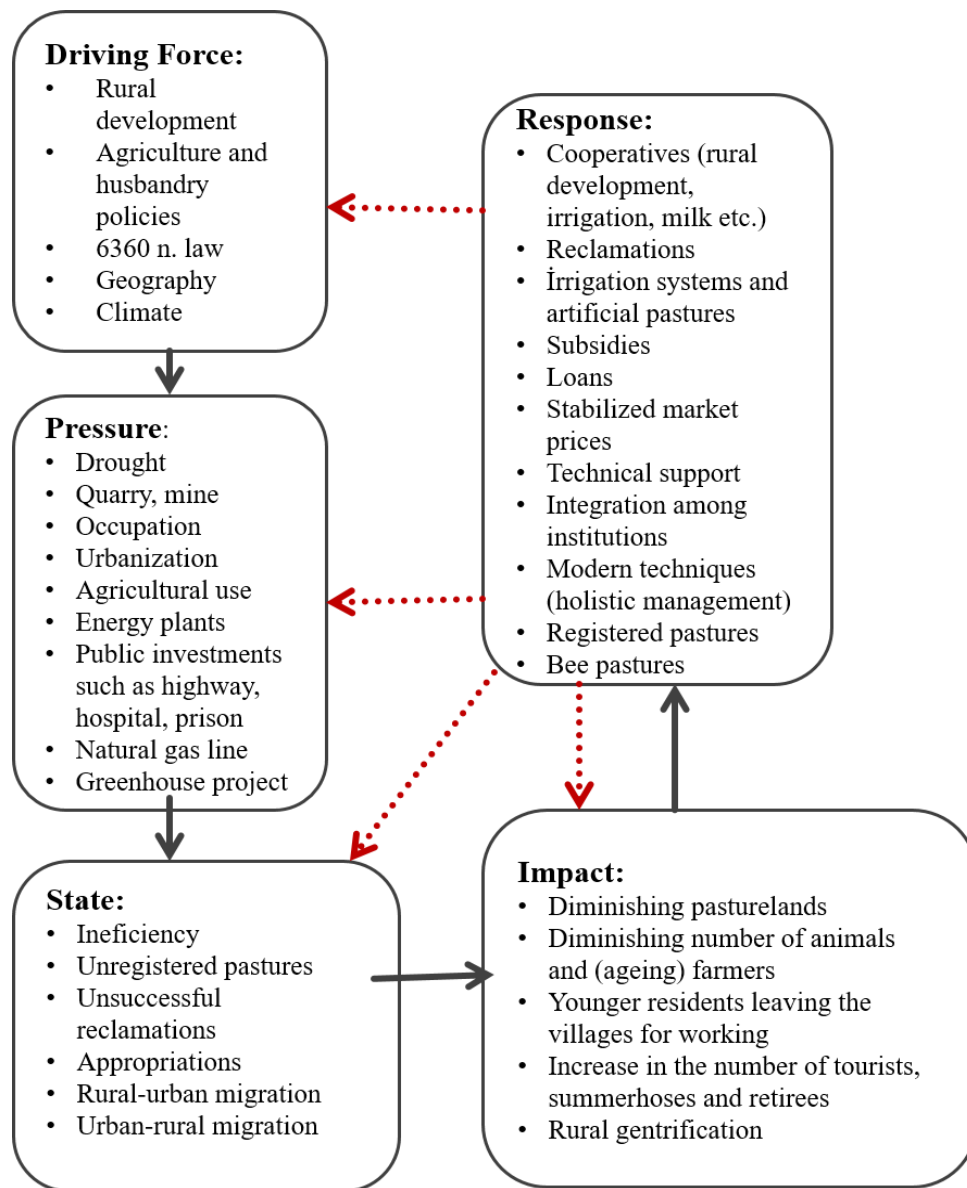 Driving Force:
• Rural
development
• Agriculture and
husbandry
policies
• 6360 n. law
• Geography
• Climate
Pressure:
• Drought
• Quarry, mine
• Occupation
• Urbanization
• Agricultural use
• Energy plants
• Public investments
such as highway,
hospital, prison
• Natural gas line
• Greenhouse project
State:
• Ineficiency
• Unregistered pastures
• Unsuccessful
reclamations
• Appropriations
• Rural-urban migration
• Urban-rural migration
Response:
• Cooperatives (rural
development,
irrigation, milk etc.)
• Reclamations
• İrrigation systems and
artificial pastures
• Subsidies
• Loans
• Stabilized market
prices
• Technical support
• Integration among
institutions
• Modern techniques
(holistic management)
• Registered pastures
• Bee pastures
Impact:
• Diminishing pasturelands
• Diminishing number of animals
and (ageing) farmers
• Younger residents leaving the
villages for working
• Increase in the number of tourists,
summerhoses and retirees
• Rural gentrification